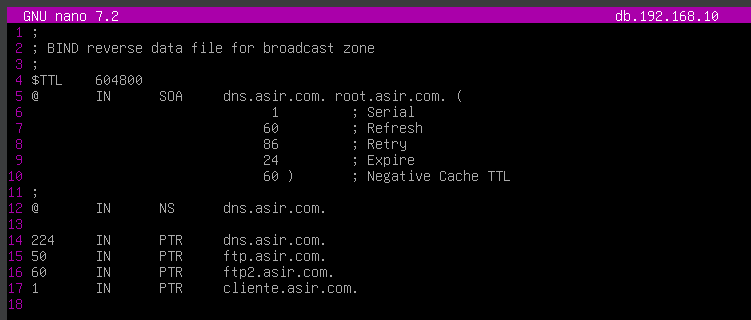 GNU nano 7.2 db.192.168.10
1 ;
2 ; BIND reverse data file for broadcast zone
3 ;
4 $TTL 604800
5 @ IN SOA dns.asir.com. root.asir.com. (
6 1 ; Serial
7 60 ; Refresh
8 86 ; Retry
9 24 ; Expire
10 60 ) ; Negative Cache TTL
11 ;
12 @ IN NS dns.asir.com.
13
14 224 IN PTR dns.asir.com.
15 50 IN PTR ftp.asir.com.
16 60 IN PTR ftp2.asir.com.
17 1 IN PTR cliente.asir.com.
18